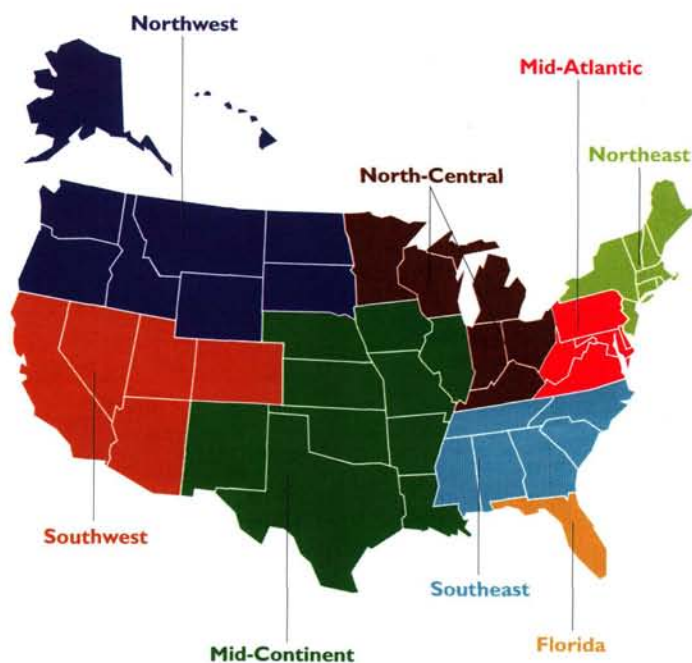 Northwest
Mid-Atlantic
Northeast
North-Central
Southwest
Southeast
Mid-Continent
Florida